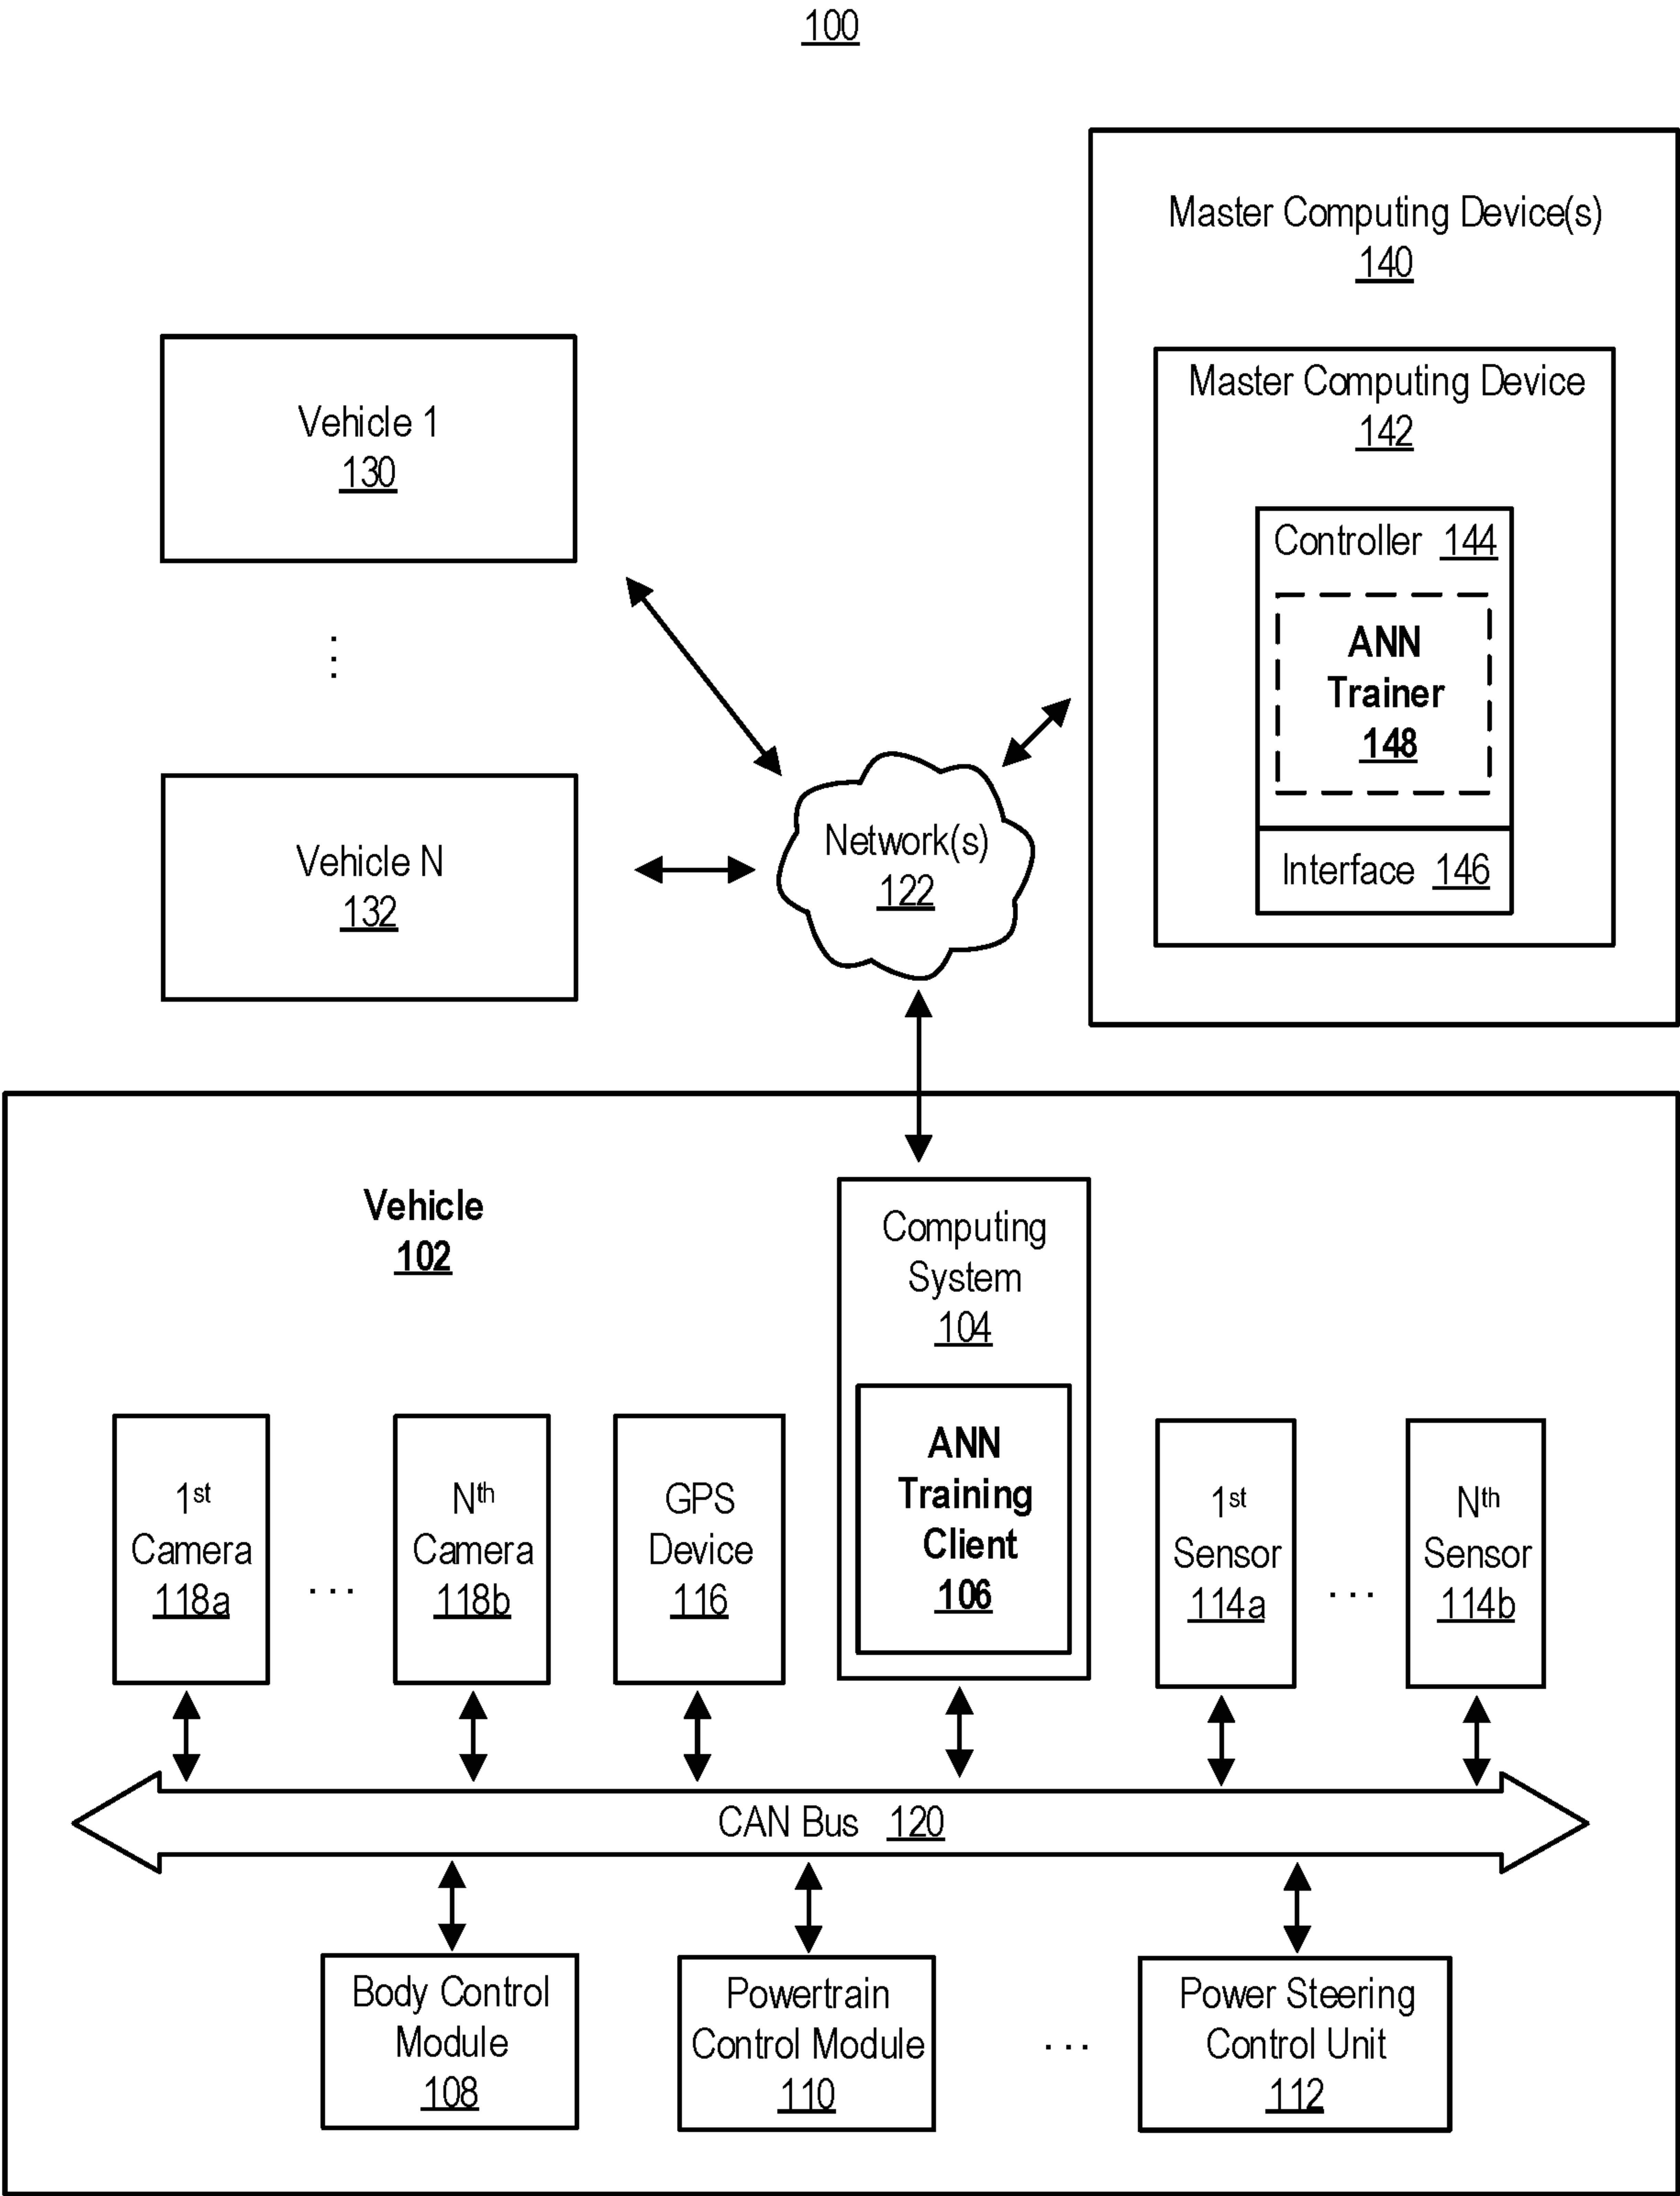 100
Master Computing Device(s)
140
Master Computing Device
142
Controller 144
ANN
Trainer
148
Interface 146
Vehicle 1
130
⋮
Vehicle N
132
Network(s)
122
Vehicle
102
Computing
System
104
ANN
Training
Client
106
1st
Camera
118a
...
Nth
Camera
118b
GPS
Device
116
1st
Sensor
114a
...
Nth
Sensor
114b
CAN Bus 120
Body Control
Module
108
Powertrain
Control Module
110
...
Power Steering
Control Unit
112